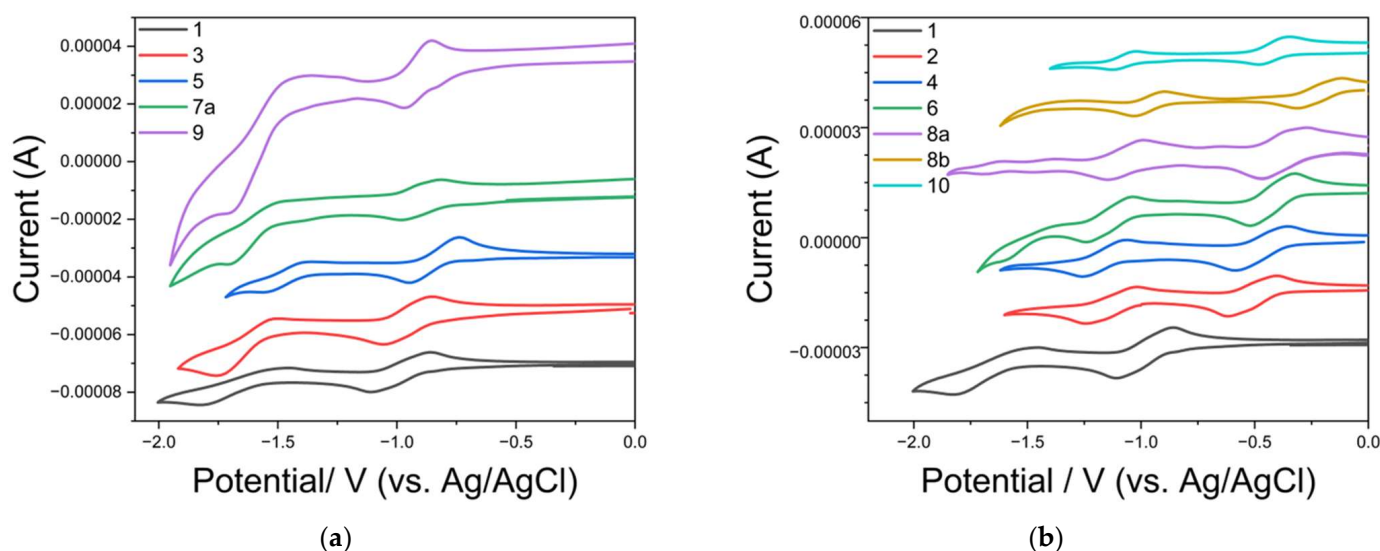 1
3
5
7a
9
0.00004
0.00002
0.00000
−0.00002
−0.00004
−0.00006
−0.00008
Current (A)
−2.0 −1.5 −1.0 −0.5 0.0
Potential/ V (vs. Ag/AgCl)
(a)
1
2
4
6
8a
8b
10
0.00006
0.00003
0.00000
−0.00003
Current (A)
−2.0 −1.5 −1.0 −0.5 0.0
Potential / V (vs. Ag/AgCl)
(b)